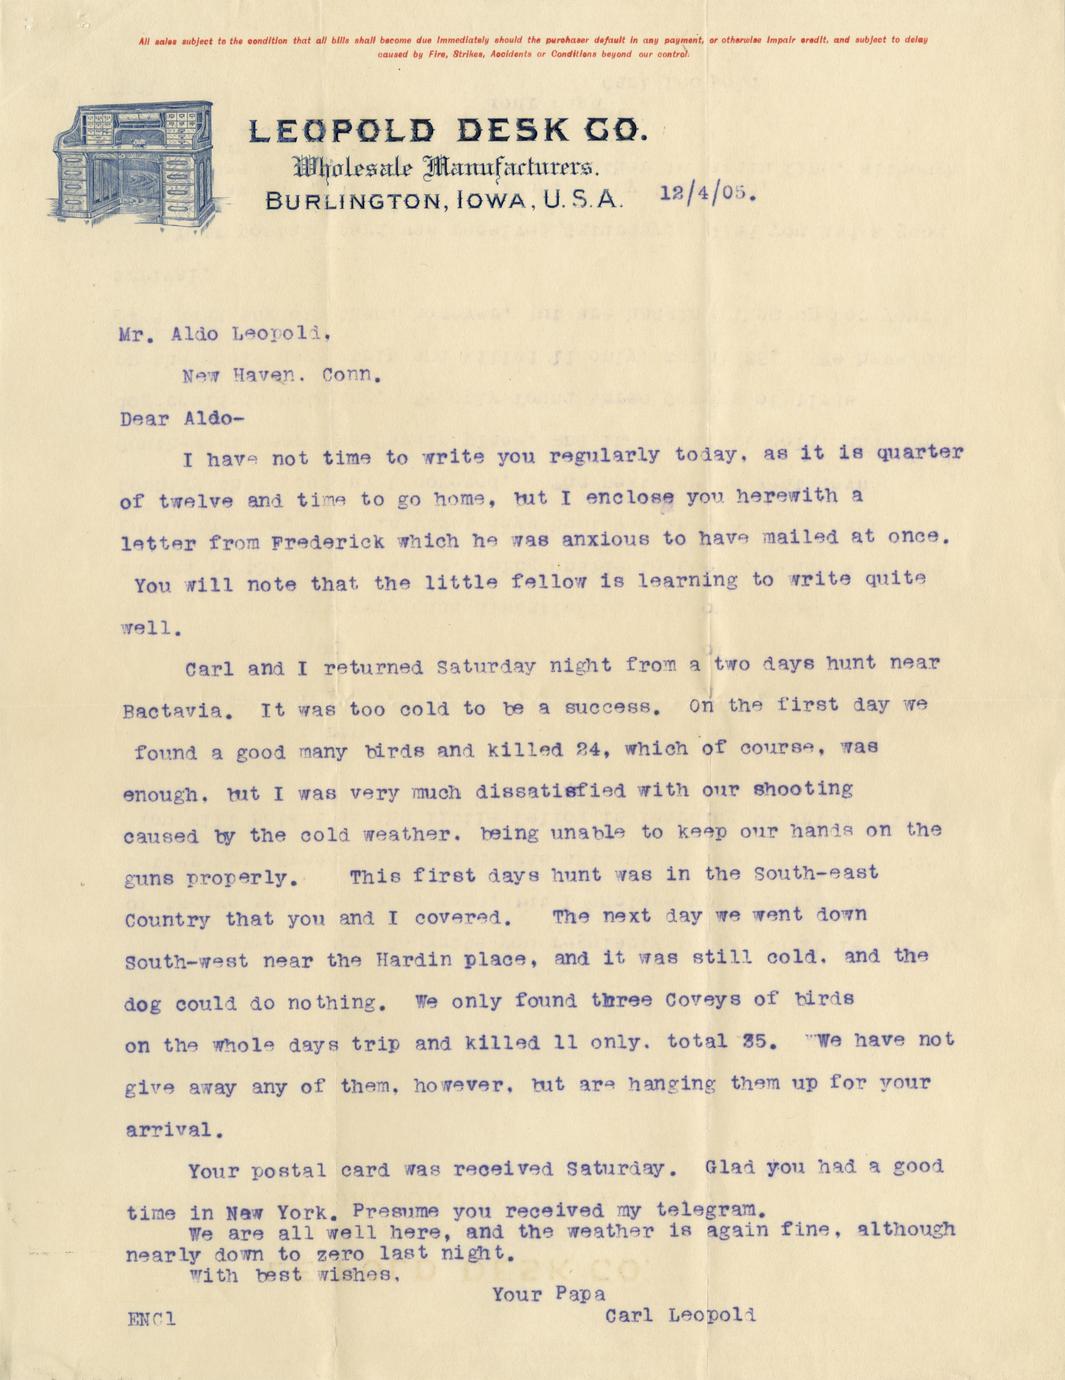 All sales subject to the condition that all bills shall become due immediately should the purchaser default in any payment, or otherwise impair credit, and subject to delay
caused by Fire, Strikes, Accidents or Conditions beyond our control.
LEOPOLD DESK CO.
Wholesale Manufacturers.
BURLINGTON, IOWA, U.S.A. 12/4/05.
Mr. Aldo Leopold,
New Haven. Conn.
Dear Aldo-
I have not time to write you regularly today, as it is quarter
of twelve and time to go home, but I enclose you herewith a
letter from Frederick which he was anxious to have mailed at once.
You will note that the little fellow is learning to write quite
well.
Carl and I returned Saturday night from a two days hunt near
Bactavia. It was too cold to be a success. On the first day we
found a good many birds and killed 24, which of course, was
enough, but I was very much dissatisfied with our shooting
caused by the cold weather, being unable to keep our hands on the
guns properly. This first days hunt was in the South-east
Country that you and I covered. The next day we went down
South-west near the Hardin place, and it was still cold, and the
dog could do nothing. We only found three Coveys of birds
on the whole days trip and killed 11 only, total 35. "We have not
give away any of them, however, but are hanging them up for your
arrival.
Your postal card was received Saturday. Glad you had a good
time in New York. Presume you received my telegram.
We are all well here, and the weather is again fine, although
nearly down to zero last night.
With best wishes,
Your Papa
ENCl Carl Leopold